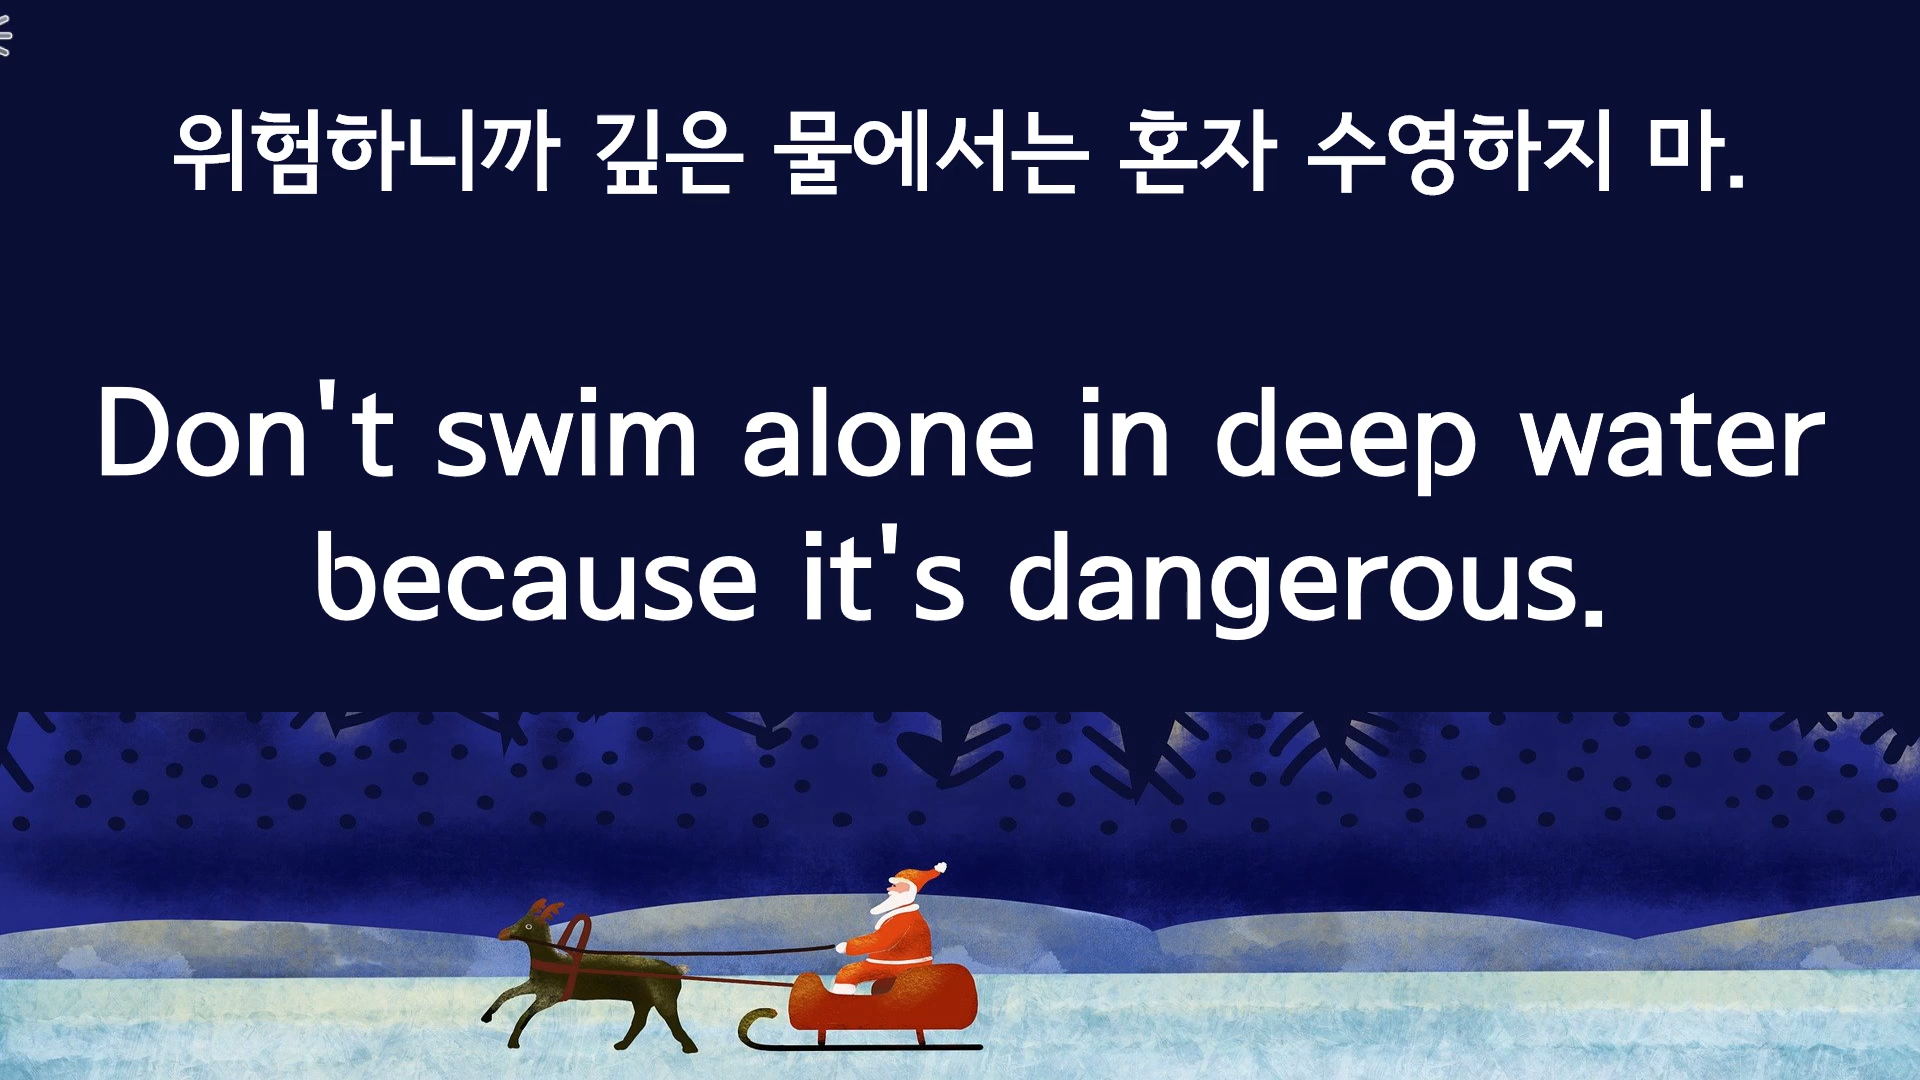 위험하니까 깊은 물에서는 혼자 수영하지 마.
Don't swim alone in deep water
because it's dangerous.